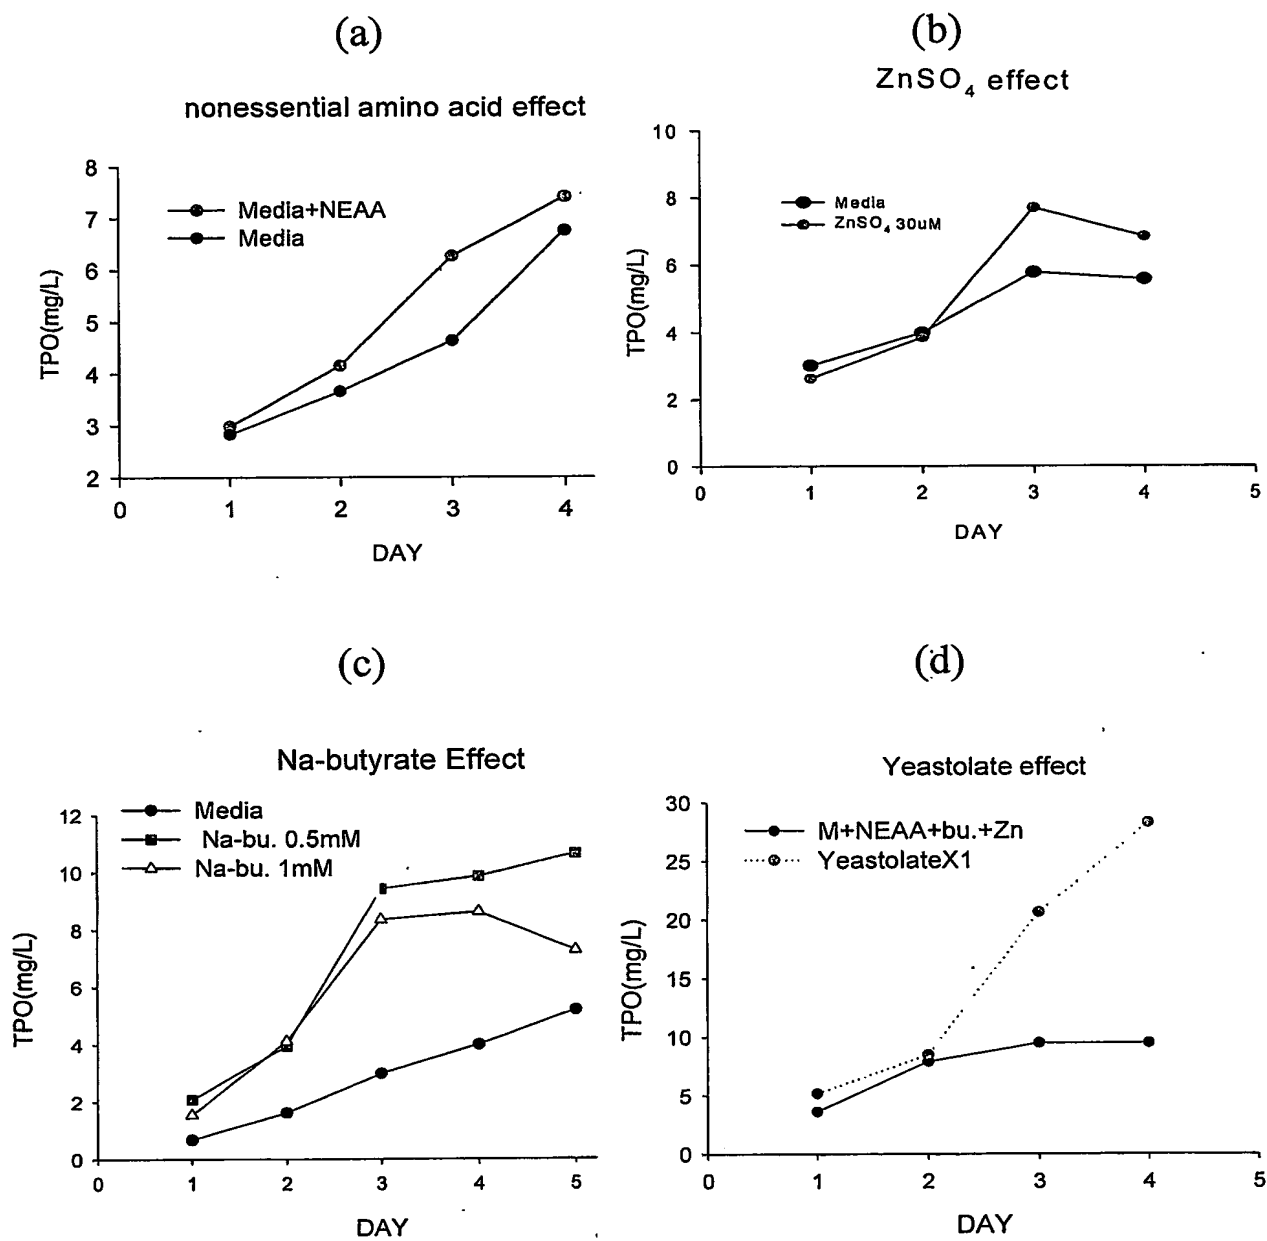 (a)
nonessential amino acid effect
8
7
6
5
4
3
2
TPO(mg/L)
Media+NEAA
Media
0 1 2 3 4
DAY
(b)
ZnSO4 effect
10
8
6
4
2
0
TPO(mg/L)
Media
ZnSO4 30uM
0 1 2 3 4 5
DAY
(c)
Na-butyrate Effect
12
10
8
6
4
2
0
TPO(mg/L)
Media
Na-bu. 0.5mM
Na-bu. 1mM
0 1 2 3 4 5
DAY
(d)
Yeastolate effect
30
25
20
15
10
5
0
TPO(mg/L)
M+NEAA+bu.+Zn
YeastolateX1
0 1 2 3 4 5
DAY